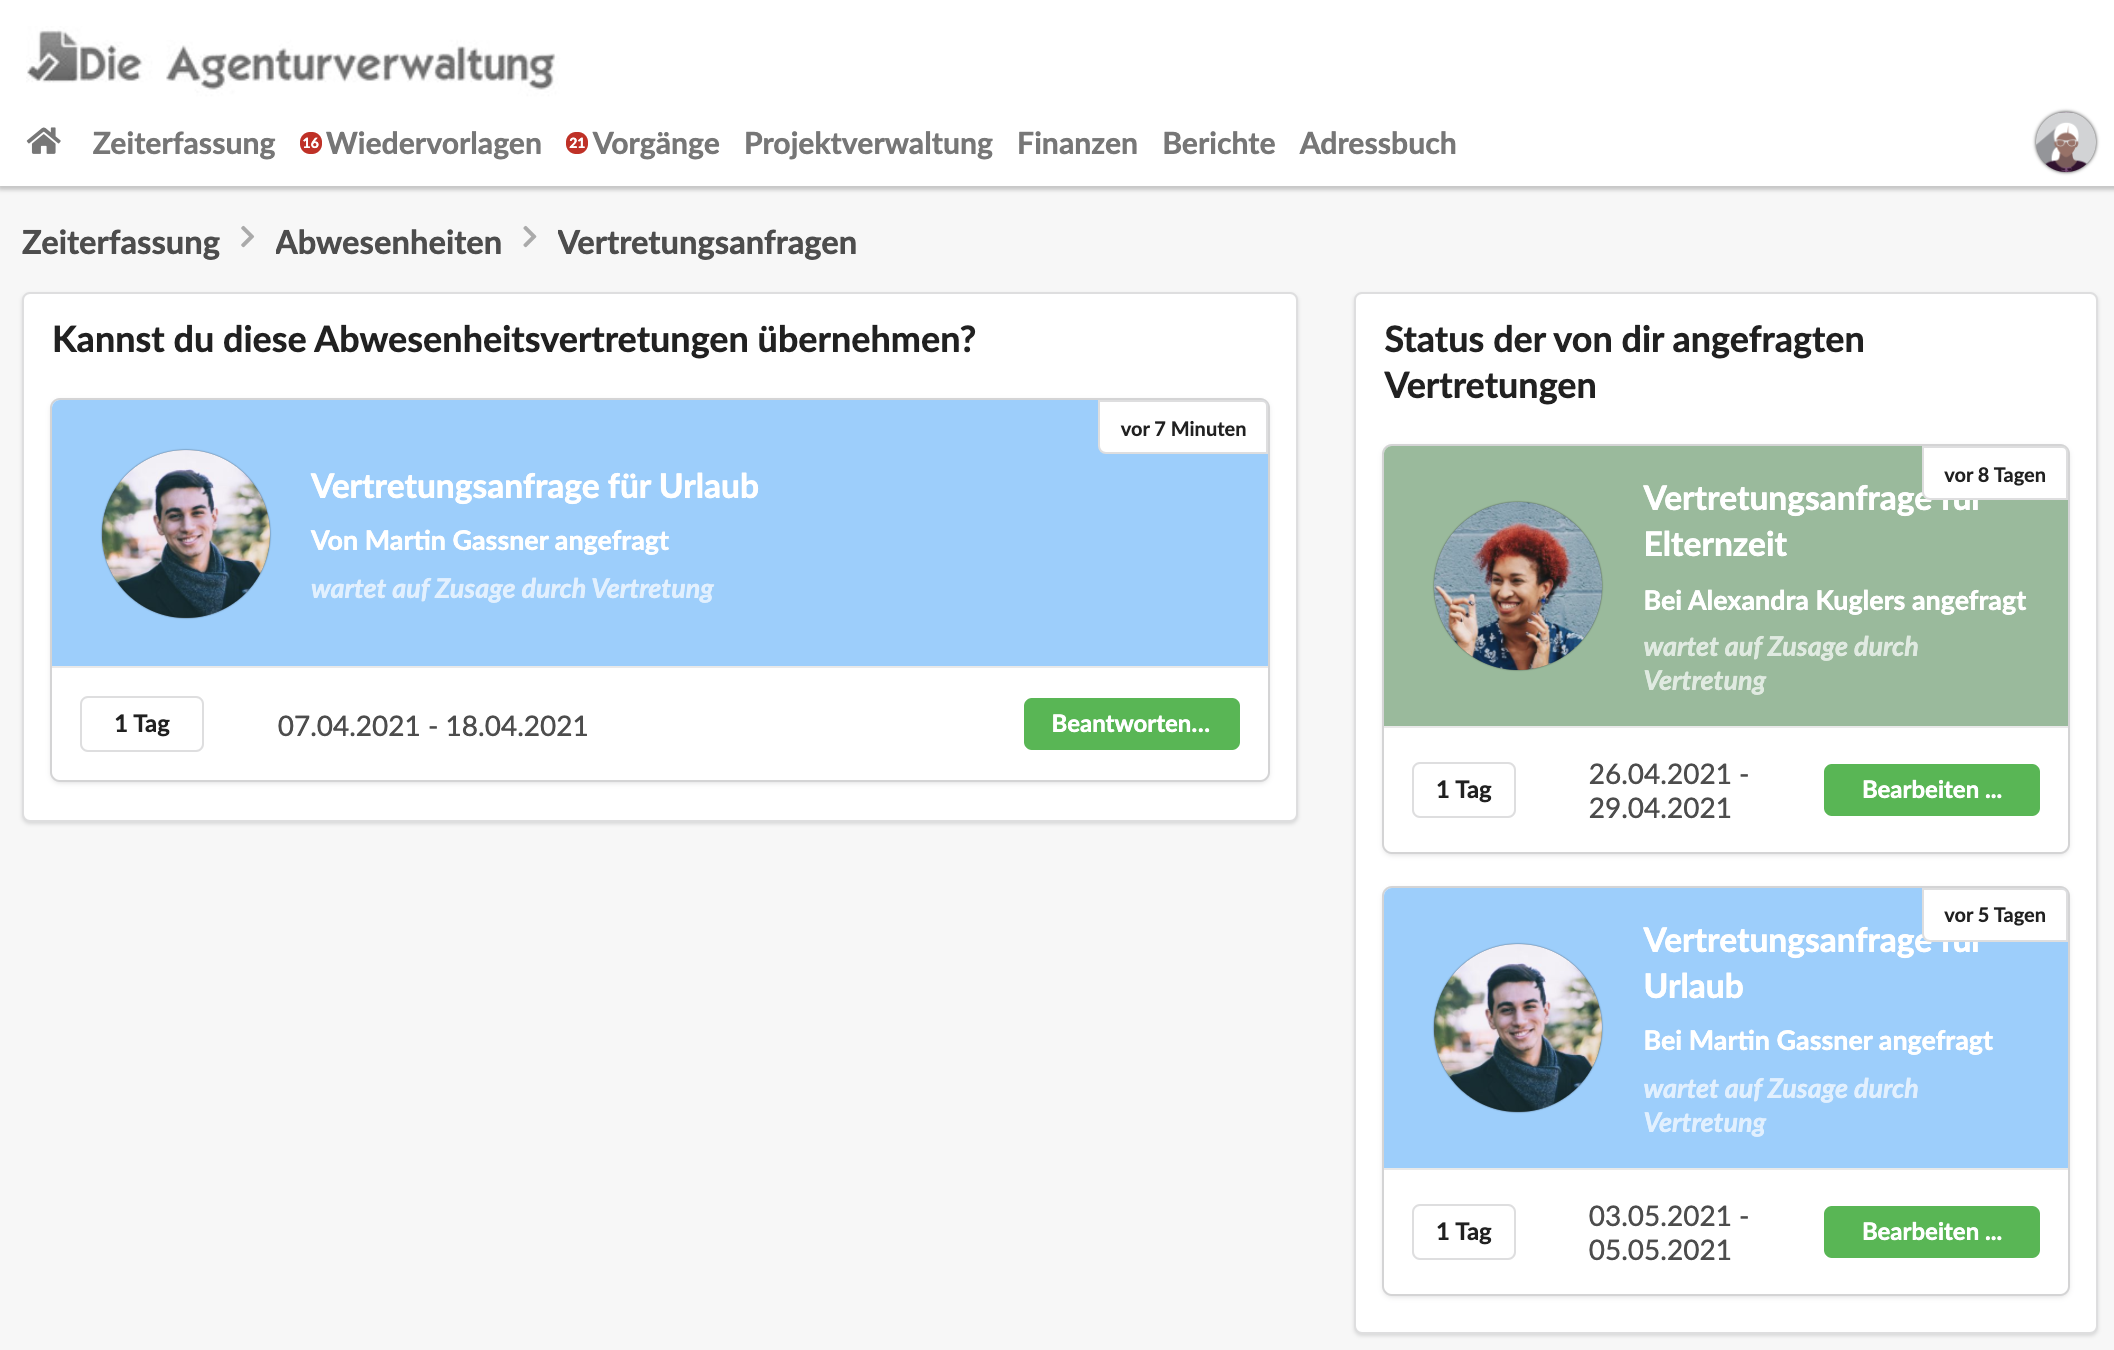 Die Agenturverwaltung
Zeiterfassung 16 Wiedervorlagen 21 Vorgänge Projektverwaltung Finanzen Berichte Adressbuch
Zeiterfassung > Abwesenheiten > Vertretungsanfragen
Kannst du diese Abwesenheitsvertretungen übernehmen?
vor 7 Minuten
Vertretungsanfrage für Urlaub
Von Martin Gassner angefragt
wartet auf Zusage durch Vertretung
1 Tag
07.04.2021 - 18.04.2021
Beantworten...
Status der von dir angefragten
Vertretungen
vor 8 Tagen
Vertretungsanfrage für
Elternzeit
Bei Alexandra Kuglers angefragt
wartet auf Zusage durch
Vertretung
1 Tag
26.04.2021 -
29.04.2021
Bearbeiten ...
vor 5 Tagen
Vertretungsanfrage für
Urlaub
Bei Martin Gassner angefragt
wartet auf Zusage durch
Vertretung
1 Tag
03.05.2021 -
05.05.2021
Bearbeiten ...